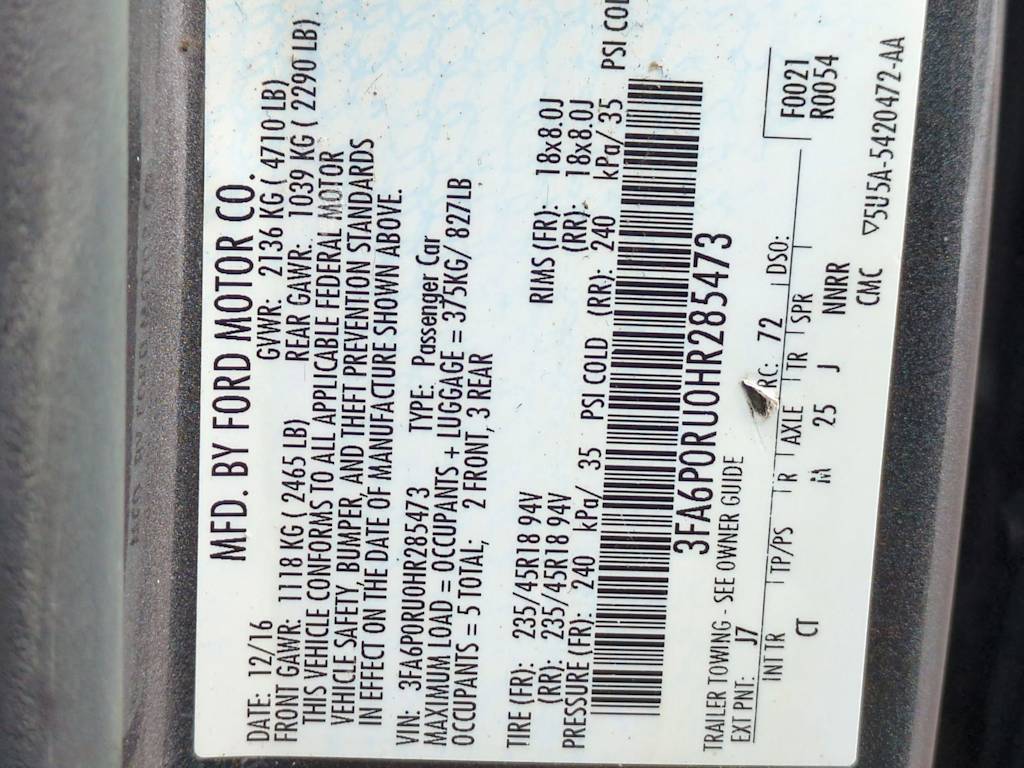 MFD. BY FORD MOTOR CO.
DATE: 12/16 GVWR: 2136 KG ( 4710 LB)
FRONT GAWR: 1118 KG ( 2465 LB) REAR GAWR: 1039 KG ( 2290 LB)
THIS VEHICLE CONFORMS TO ALL APPLICABLE FEDERAL MOTOR
VEHICLE SAFETY, BUMPER, AND THEFT PREVENTION STANDARDS
IN EFFECT ON THE DATE OF MANUFACTURE SHOWN ABOVE.
VIN: 3FA6P0RU0HR285473 TYPE: Passenger Car
MAXIMUM LOAD = OCCUPANTS + LUGGAGE = 375KG/ 827LB
OCCUPANTS = 5 TOTAL; 2 FRONT, 3 REAR
TIRE (FR): 235/45R18 94V RIMS (FR): 18x8.0J
(RR): 235/45R18 94V (RR): 18x8.0J
PRESSURE (FR): 240 kPa/ 35 PSI COLD (RR): 240 kPa/ 35 PSI COL
3FA6P0RU0HR285473
TRAILER TOWING - SEE OWNER GUIDE
F0021
R0054
EXT PNT: J7 RC: 72 DSO:
INT TR TP/PS R AXLE TR SPR
CT M 25 J NNRR
CMC
▽5U5A-5420472-AA